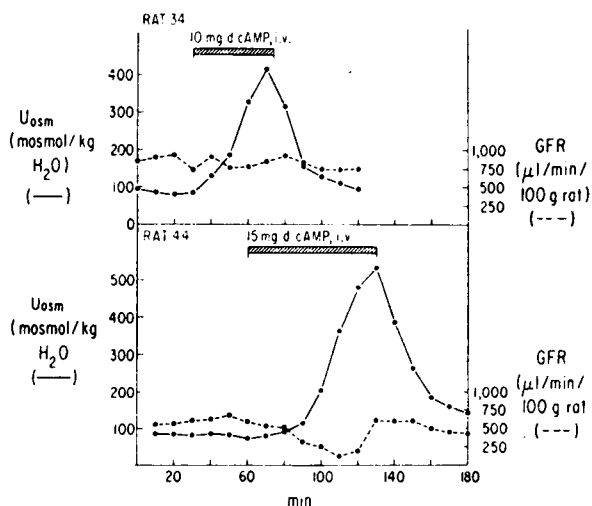 RAT 34
10 mg d cAMP, i.v.
400
300
200
100
0
Uosm
(mosmol/kg
H2O)
(——)
1,000
750
500
250
GFR
(µl/min/
100 g rat)
(---)
RAT 44
15 mg d cAMP, i.v
500
400
300
200
100
Uosm
(mosmol/kg
H2O)
(——)
1,000
750
500
250
GFR
(µl/min/
100 g rat
(---)
20 60 100 140 180
min